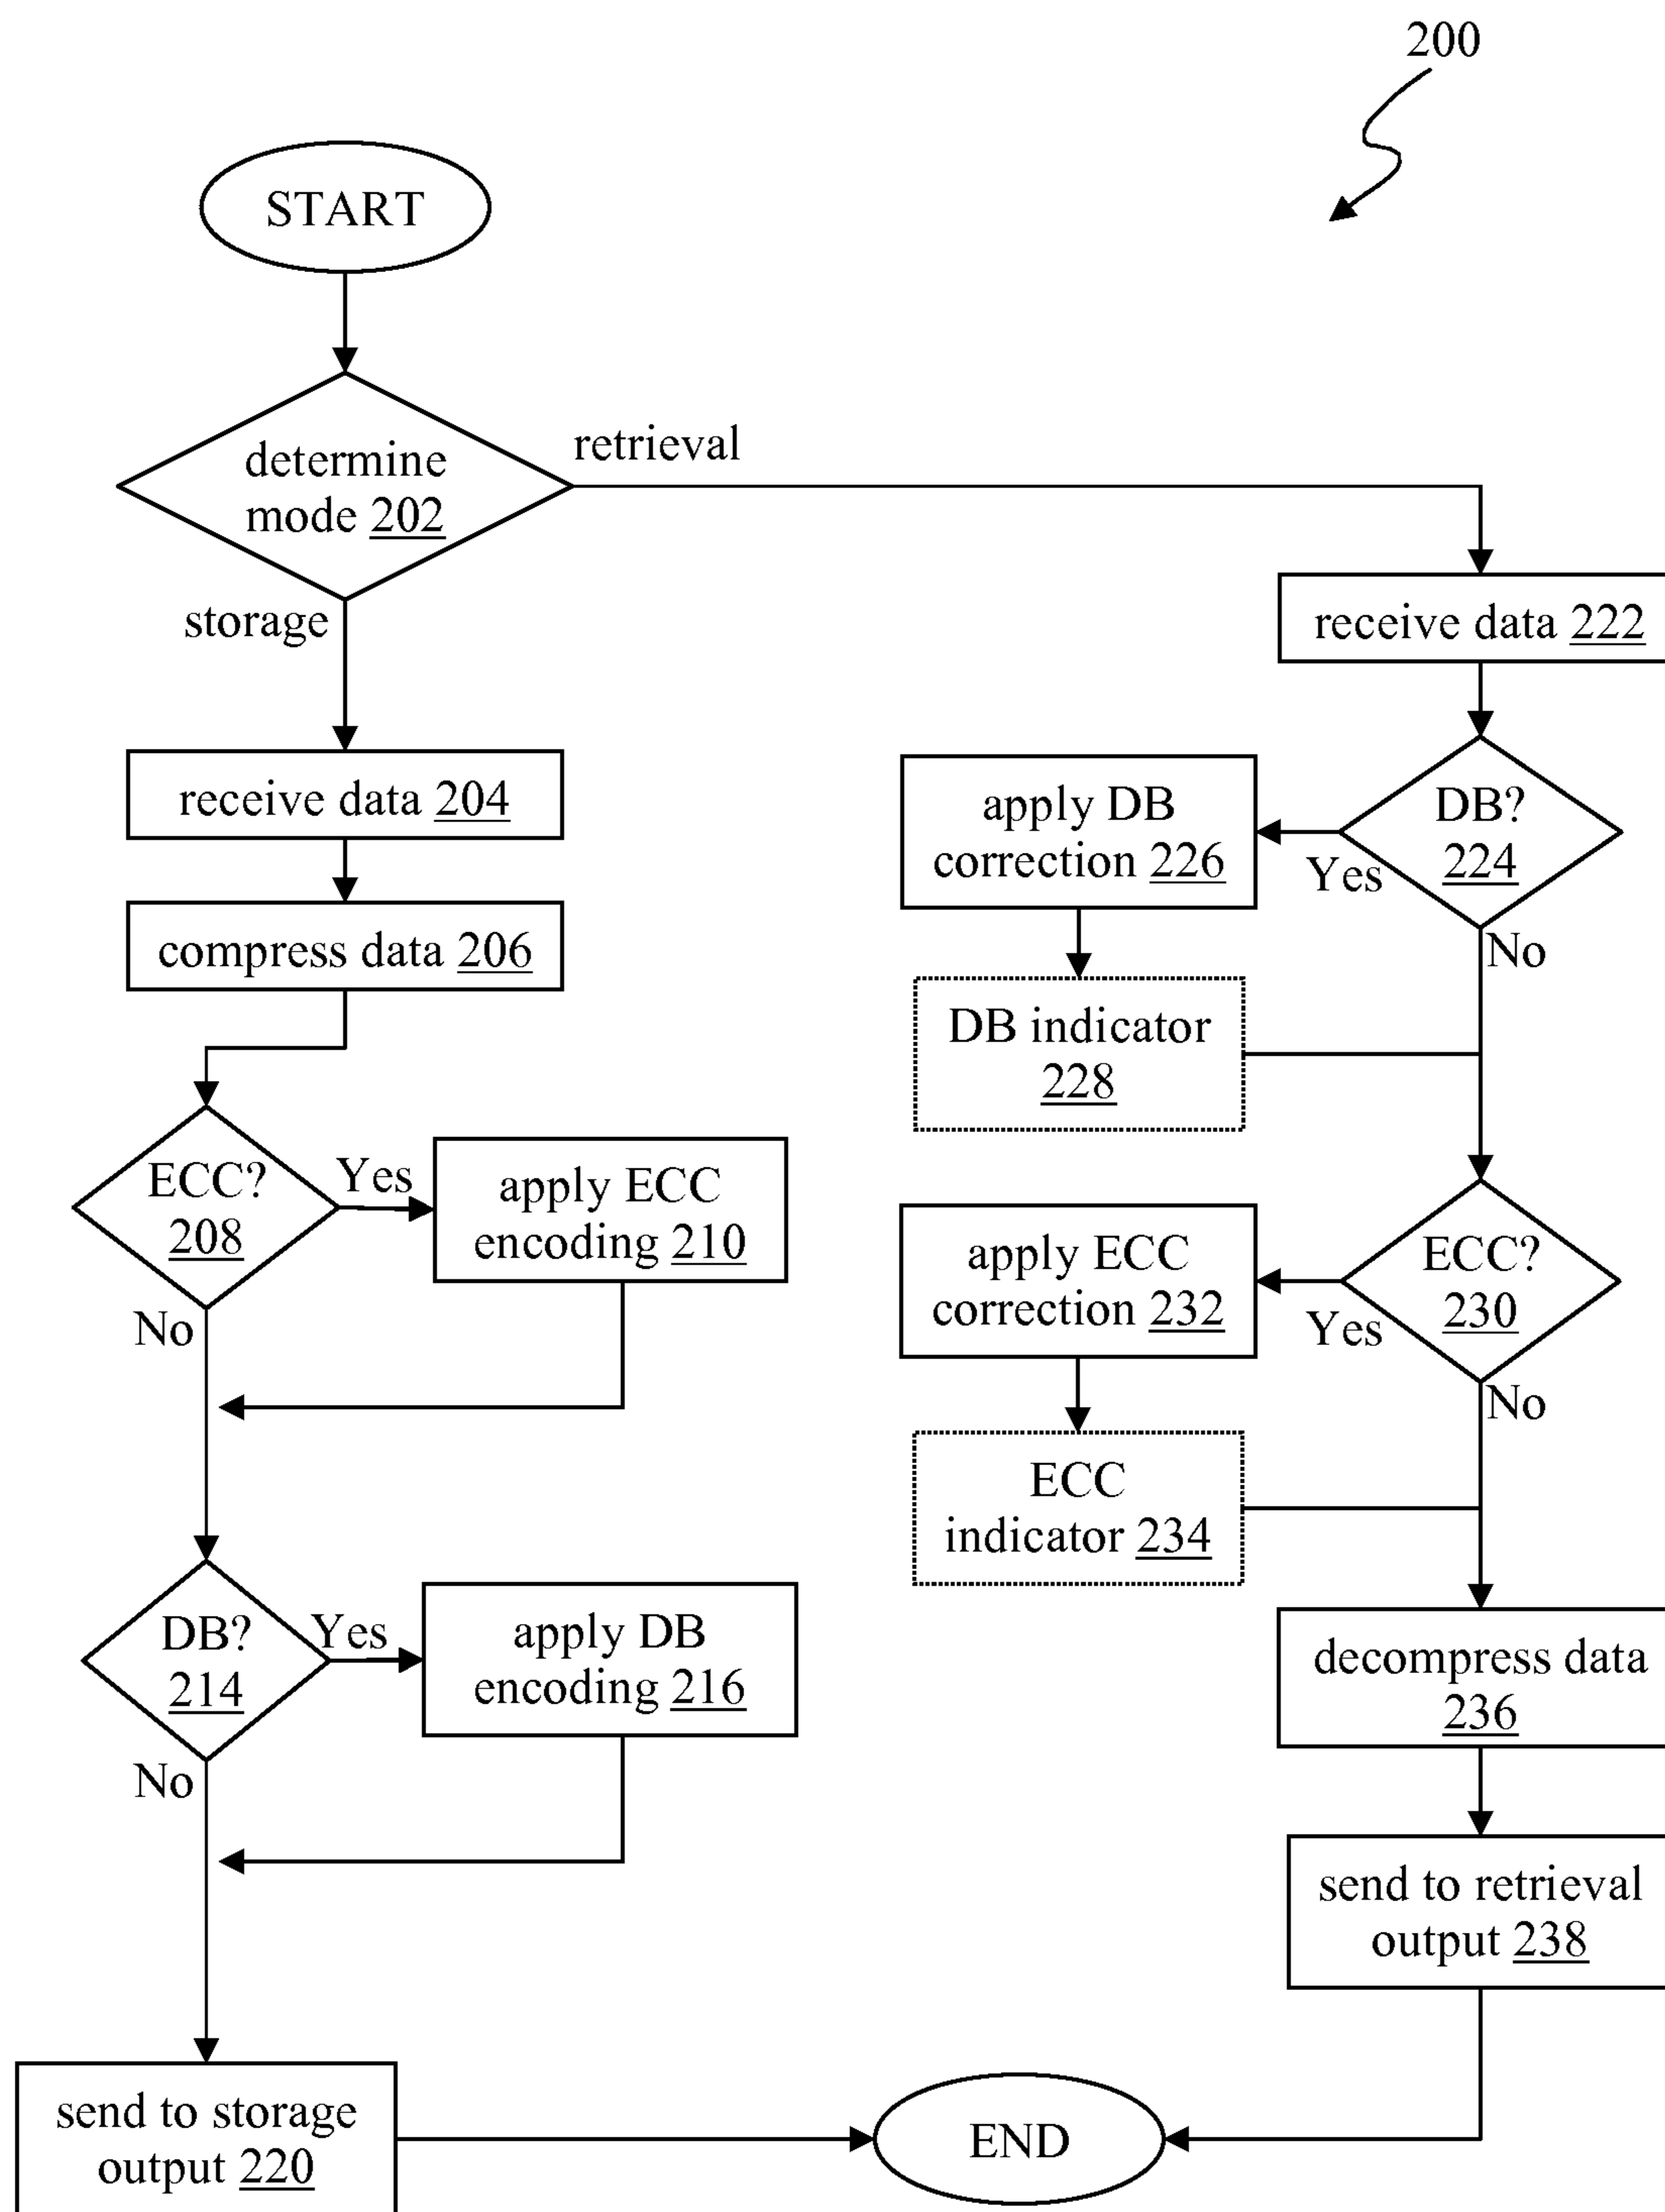 200
START
determine
mode 202
retrieval
storage
receive data 204
compress data 206
ECC?
208
Yes
No
apply ECC
encoding 210
DB?
214
Yes
No
apply DB
encoding 216
send to storage
output 220
receive data 222
DB?
224
Yes
No
apply DB
correction 226
DB indicator
228
ECC?
230
Yes
No
apply ECC
correction 232
ECC
indicator 234
decompress data
236
send to retrieval
output 238
END